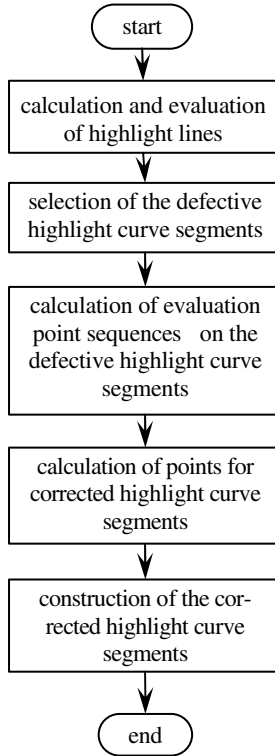 start
calculation and evaluation
of highlight lines
selection of the defective
highlight curve segments
calculation of evaluation
point sequences on the
defective highlight curve
segments
calculation of points for
corrected highlight curve
segments
construction of the cor-
rected highlight curve
segments
end